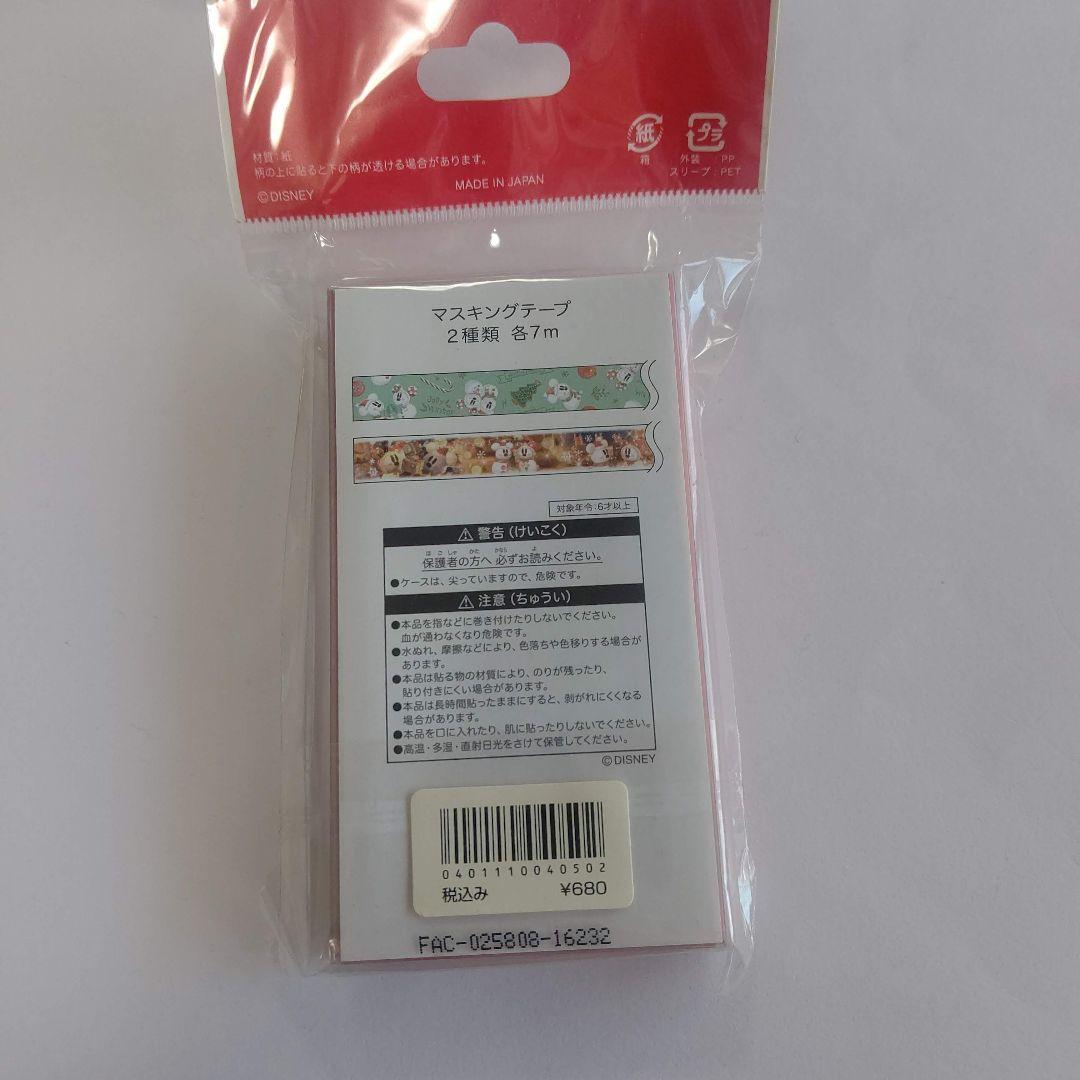 材質：紙
柄の上に貼ると下の柄が透ける場合があります。
©DISNEY
MADE IN JAPAN
紙
箱
プラ
外装：PP
スリーブ：PET
マスキングテープ
2種類 各7m
対象年令：6才以上
⚠ 警告（けいこく）
保護者の方へ 必ずお読みください。
●ケースは、尖っていますので、危険です。
⚠ 注意（ちゅうい）
●本品を指などに巻き付けたりしないでください。
血が通わなくなり危険です。
●水ぬれ、摩擦などにより、色落ちや色移りする場合が
あります。
●本品は貼る物の材質により、のりが残ったり、
貼り付きにくい場合があります。
●本品は長時間貼ったままにすると、剥がれにくくなる
場合があります。
●本品を口に入れたり、肌に貼ったりしないでください。
●高温・多湿・直射日光をさけて保管してください。
©DISNEY
0401110040502
税込み ¥680
FAC-025808-16232